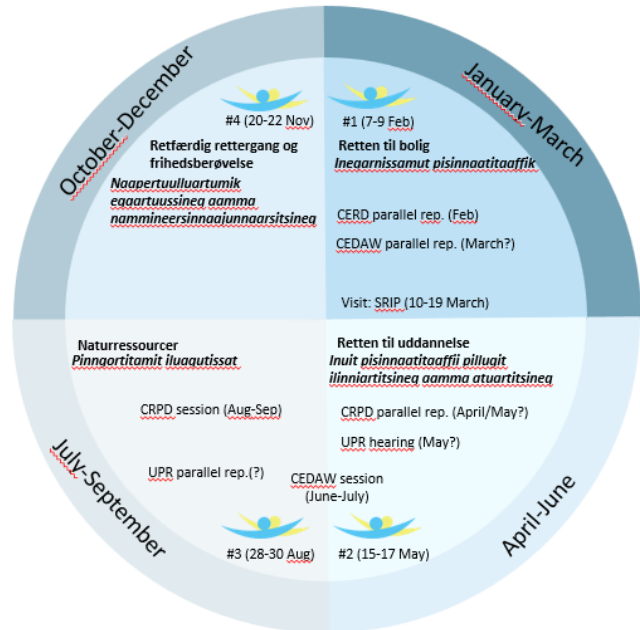 October-December
#4 (20-22 Nov)
Retfærdig rettergang og
frihedsberøvelse
Naapertuulluartumik
eqaartuussineq aamma
nammineersinnaajunnaarsitsineq
January-March
#1 (7-9 Feb)
Retten til bolig
Ineqarnissamut pisinnaatitaaffik
CERD parallel rep. (Feb)
CEDAW parallel rep. (March?)
Visit: SRIP (10-19 March)
Naturressourcer
Pinngortitamit iluaqutissat
CRPD session (Aug-Sep)
UPR parallel rep.(?)
July-September
#3 (28-30 Aug)
Retten til uddannelse
Inuit pisinnaatitaaffii pillugit
ilinniartitsineq aamma atuartitsineq
CRPD parallel rep. (April/May?)
UPR hearing (May?)
CEDAW session
(June-July)
#2 (15-17 May)
April-June